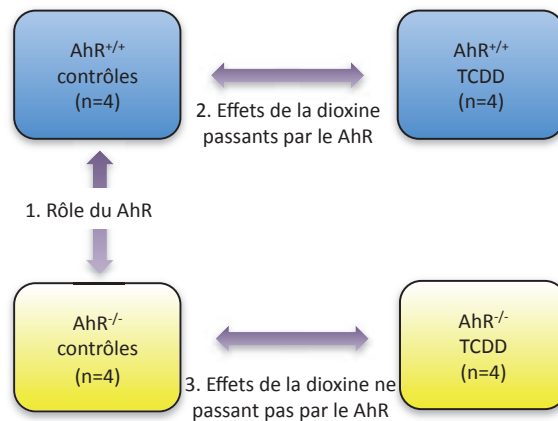 AhR+/+
contrôles
(n=4)
AhR+/+
TCDD
(n=4)
2. Effets de la dioxine
passants par le AhR
1. Rôle du AhR
AhR-/-
contrôles
(n=4)
AhR-/-
TCDD
(n=4)
3. Effets de la dioxine ne
passant pas par le AhR